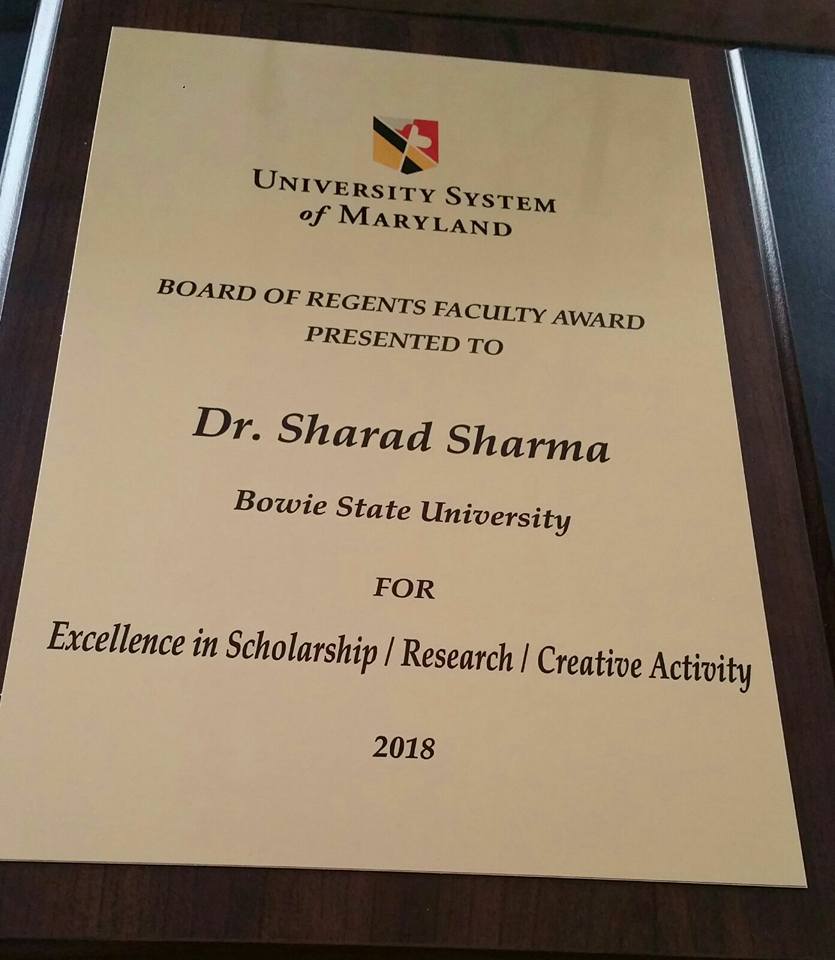 UNIVERSITY SYSTEM
of MARYLAND
BOARD OF REGENTS FACULTY AWARD
PRESENTED TO
Dr. Sharad Sharma
Bowie State University
FOR
Excellence in Scholarship / Research / Creative Activity
2018